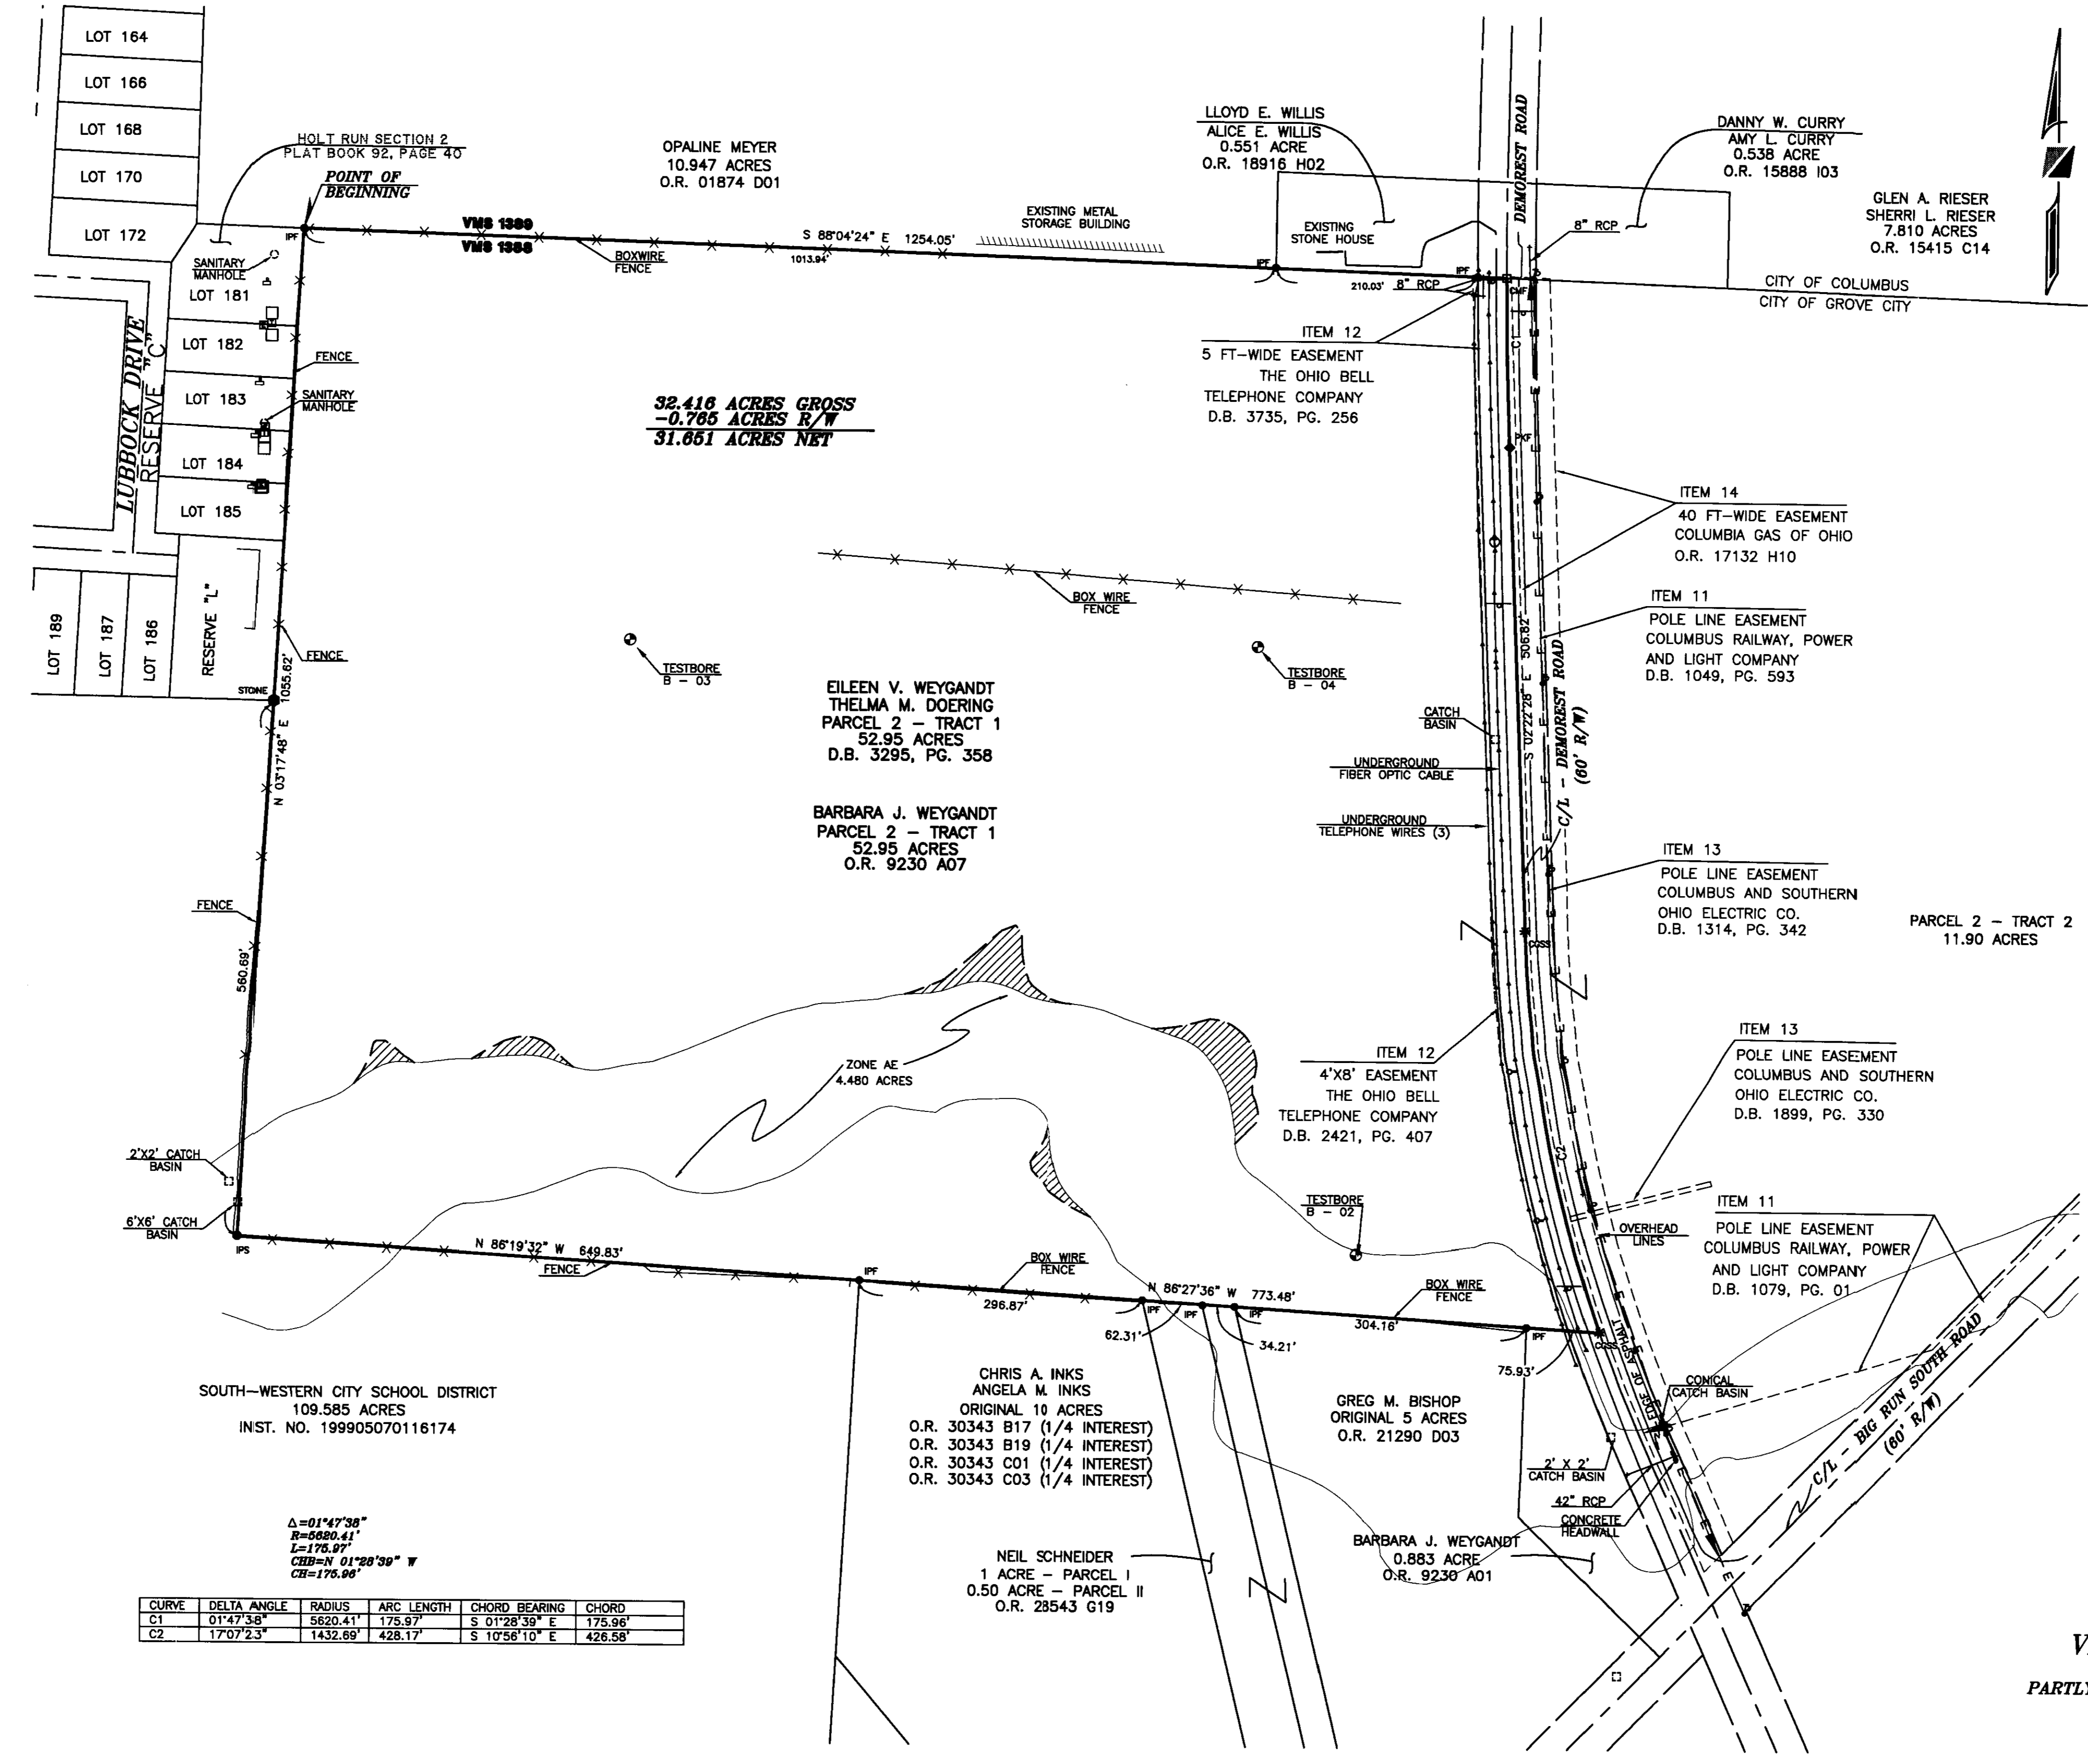 LOT 164
LOT 166
LOT 168
LOT 170
LOT 172
HOLT RUN SECTION 2
PLAT BOOK 92, PAGE 40
POINT OF
BEGINNING
IPF
SANITARY
MANHOLE
LOT 181
LOT 182
FENCE
LOT 183
SANITARY
MANHOLE
LOT 184
LOT 185
LUBBOCK DRIVE
RESERVE "C"
LOT 189
LOT 187
LOT 186
RESERVE "L"
FENCE
STONE
N 03°17'48" E 1055.62'
FENCE
560.69'
2'X2' CATCH
BASIN
6'X6' CATCH
BASIN
IPS
OPALINE MEYER
10.947 ACRES
O.R. 01874 D01
VMS 1389
VMS 1388
BOXWIRE
FENCE
S 88°04'24" E 1254.05'
1013.94'
EXISTING METAL
STORAGE BUILDING
LLOYD E. WILLIS
ALICE E. WILLIS
0.551 ACRE
O.R. 18916 H02
EXISTING
STONE HOUSE
IPF
IPF
210.03'
8" RCP
DEMOREST ROAD
8" RCP
CMF
DANNY W. CURRY
AMY L. CURRY
0.538 ACRE
O.R. 15888 I03
GLEN A. RIESER
SHERRI L. RIESER
7.810 ACRES
O.R. 15415 C14
CITY OF COLUMBUS
CITY OF GROVE CITY
ITEM 12
5 FT-WIDE EASEMENT
THE OHIO BELL
TELEPHONE COMPANY
D.B. 3735, PG. 256
C1
PKF
32.416 ACRES GROSS
-0.765 ACRES R/W
31.651 ACRES NET
BOX WIRE
FENCE
TESTBORE
B - 03
TESTBORE
B - 04
EILEEN V. WEYGANDT
THELMA M. DOERING
PARCEL 2 - TRACT 1
52.95 ACRES
D.B. 3295, PG. 358
BARBARA J. WEYGANDT
PARCEL 2 - TRACT 1
52.95 ACRES
O.R. 9230 A07
ITEM 14
40 FT-WIDE EASEMENT
COLUMBIA GAS OF OHIO
O.R. 17132 H10
ITEM 11
POLE LINE EASEMENT
COLUMBUS RAILWAY, POWER
AND LIGHT COMPANY
D.B. 1049, PG. 593
S 02°22'28" E 506.82'
C/L - DEMOREST ROAD
(60' R/W)
CATCH
BASIN
UNDERGROUND
FIBER OPTIC CABLE
UNDERGROUND
TELEPHONE WIRES (3)
ITEM 13
POLE LINE EASEMENT
COLUMBUS AND SOUTHERN
OHIO ELECTRIC CO.
D.B. 1314, PG. 342
PARCEL 2 - TRACT 2
11.90 ACRES
CGSS
ZONE AE
4.480 ACRES
ITEM 12
4'X8' EASEMENT
THE OHIO BELL
TELEPHONE COMPANY
D.B. 2421, PG. 407
ITEM 13
POLE LINE EASEMENT
COLUMBUS AND SOUTHERN
OHIO ELECTRIC CO.
D.B. 1899, PG. 330
C2
TESTBORE
B - 02
OVERHEAD
LINES
ITEM 11
POLE LINE EASEMENT
COLUMBUS RAILWAY, POWER
AND LIGHT COMPANY
D.B. 1079, PG. 01
N 86°19'32" W 649.83'
FENCE
IPF
BOX WIRE
FENCE
296.87'
N 86°27'36" W 773.48'
IPF
IPF
IPF
62.31'
34.21'
BOX WIRE
FENCE
304.16'
IPF
75.93'
CGSS
EDGE OF ASPHALT
CONICAL
CATCH BASIN
C/L - BIG RUN SOUTH ROAD
(60' R/W)
SOUTH-WESTERN CITY SCHOOL DISTRICT
109.585 ACRES
INST. NO. 199905070116174
CHRIS A. INKS
ANGELA M. INKS
ORIGINAL 10 ACRES
O.R. 30343 B17 (1/4 INTEREST)
O.R. 30343 B19 (1/4 INTEREST)
O.R. 30343 C01 (1/4 INTEREST)
O.R. 30343 C03 (1/4 INTEREST)
GREG M. BISHOP
ORIGINAL 5 ACRES
O.R. 21290 D03
2' X 2'
CATCH BASIN
42" RCP
CONCRETE
HEADWALL
NEIL SCHNEIDER
1 ACRE - PARCEL I
0.50 ACRE - PARCEL II
O.R. 28543 G19
BARBARA J. WEYGANDT
0.883 ACRE
O.R. 9230 A01
Δ=01°47'38"
R=5620.41'
L=175.97'
CHB=N 01°28'39" W
CH=175.96'
CURVE DELTA ANGLE RADIUS ARC LENGTH CHORD BEARING CHORD
C1 01°47'38" 5620.41' 175.97' S 01°28'39" E 175.96'
C2 17°07'23" 1432.69' 428.17' S 10°56'10" E 426.58'
PARTLY